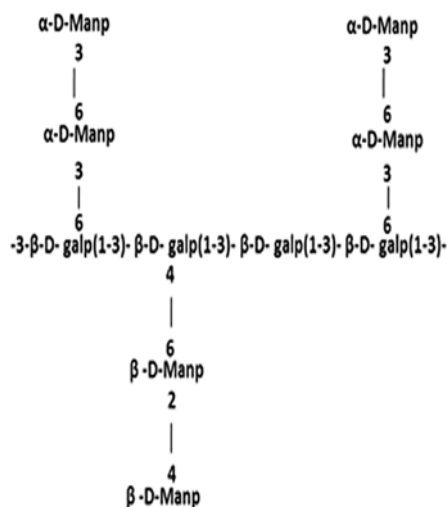 α-D-Manp α-D-Manp
3 3
6 6
α-D-Manp α-D-Manp
3 3
6 6
-3-β-D- galp(1-3)- β-D- galp(1-3)- β-D-galp(1-3)- β-D- galp(1-3)-
4
6
β -D-Manp
2
4
β -D-Manp